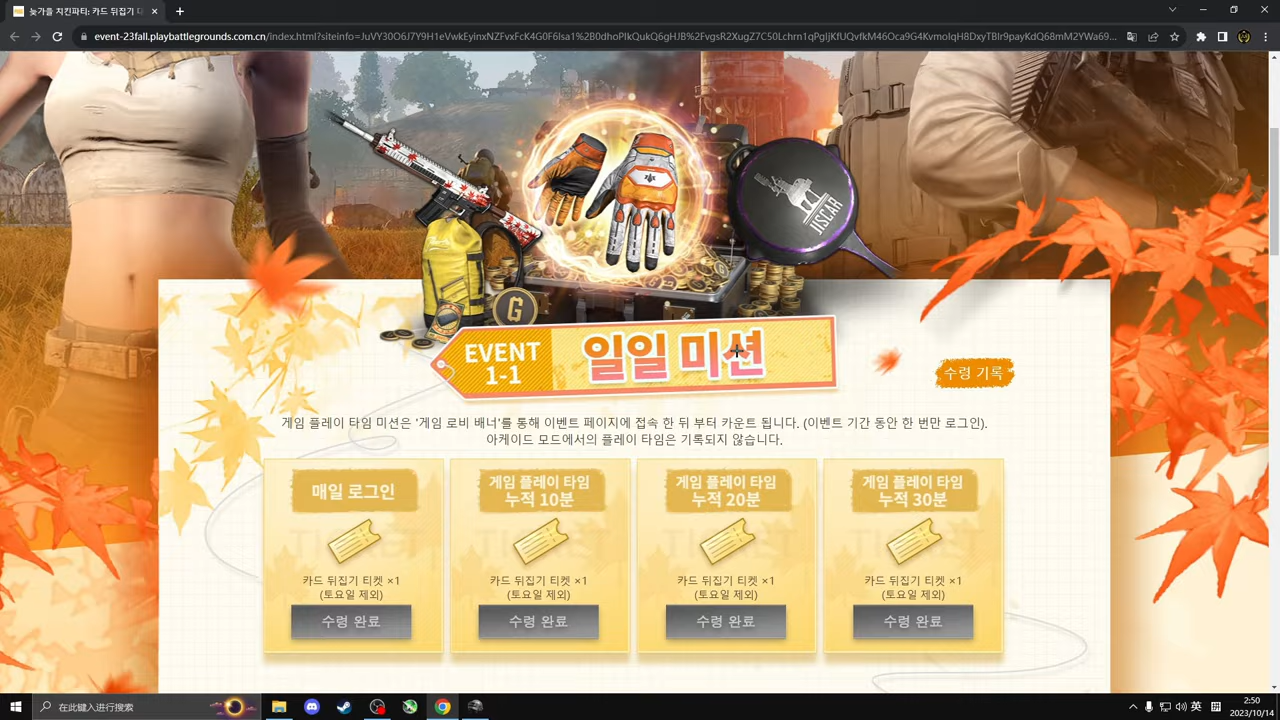 늦가을 치킨파티: 카드 뒤집기 대
event-23fall.playbattlegrounds.com.cn
JISCAR
G
EVENT
1-1
일일 미션
수령 기록
게임 플레이 타임 미션은 '게임 로비 배너'를 통해 이벤트 페이지에 접속 한 뒤 부터 카운트 됩니다. (이벤트 기간 동안 한 번만 로그인).
아케이드 모드에서의 플레이 타임은 기록되지 않습니다.
매일 로그인
카드 뒤집기 티켓 ×1
(토요일 제외)
수령 완료
게임 플레이 타임
누적 10분
카드 뒤집기 티켓 ×1
(토요일 제외)
수령 완료
게임 플레이 타임
누적 20분
카드 뒤집기 티켓 ×1
(토요일 제외)
수령 완료
게임 플레이 타임
누적 30분
카드 뒤집기 티켓 ×1
(토요일 제외)
수령 완료
在此键入进行搜索
英
2:50
2023/10/14